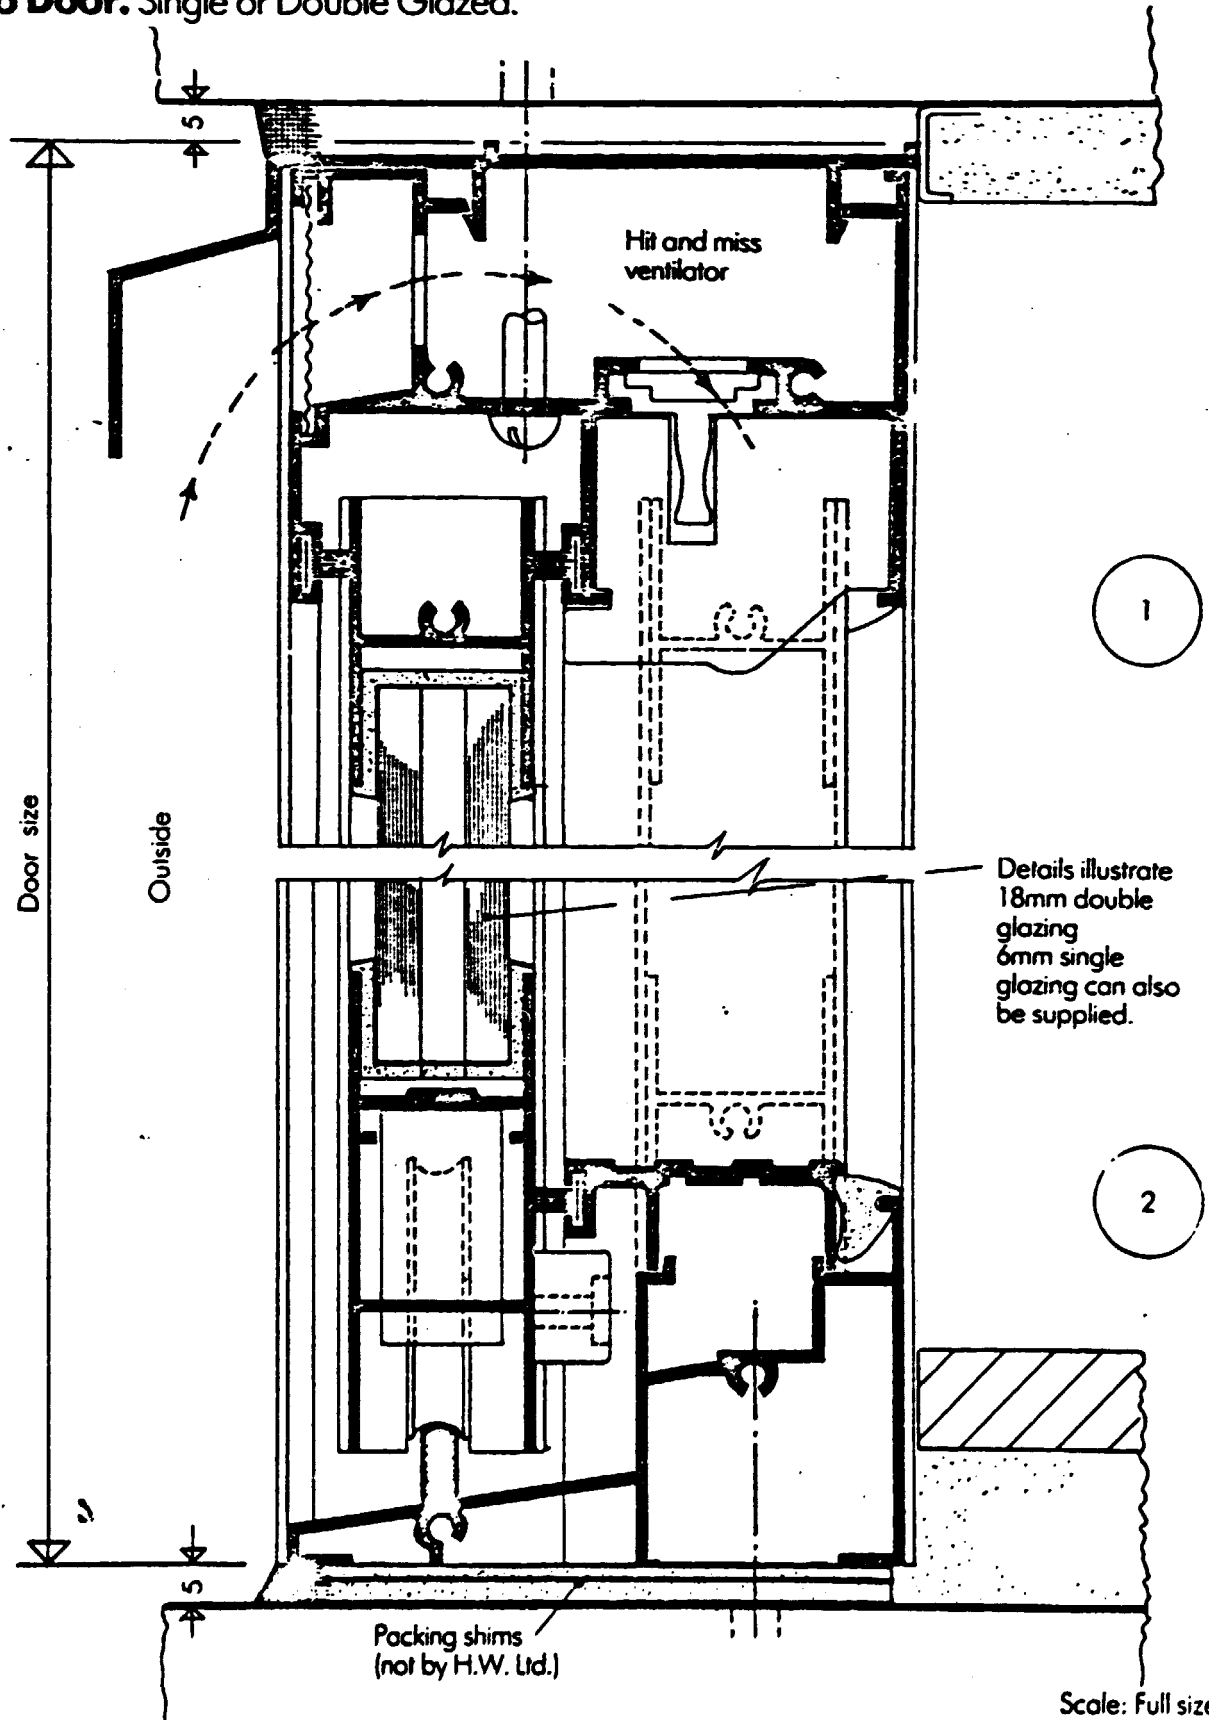 Door. Single or Double Glazed.
5
Hit and miss
ventilator
1
Door size
Outside
Details illustrate
18mm double
glazing
6mm single
glazing can also
be supplied.
2
5
Packing shims
(not by H.W. Ltd.)
Scale: Full size